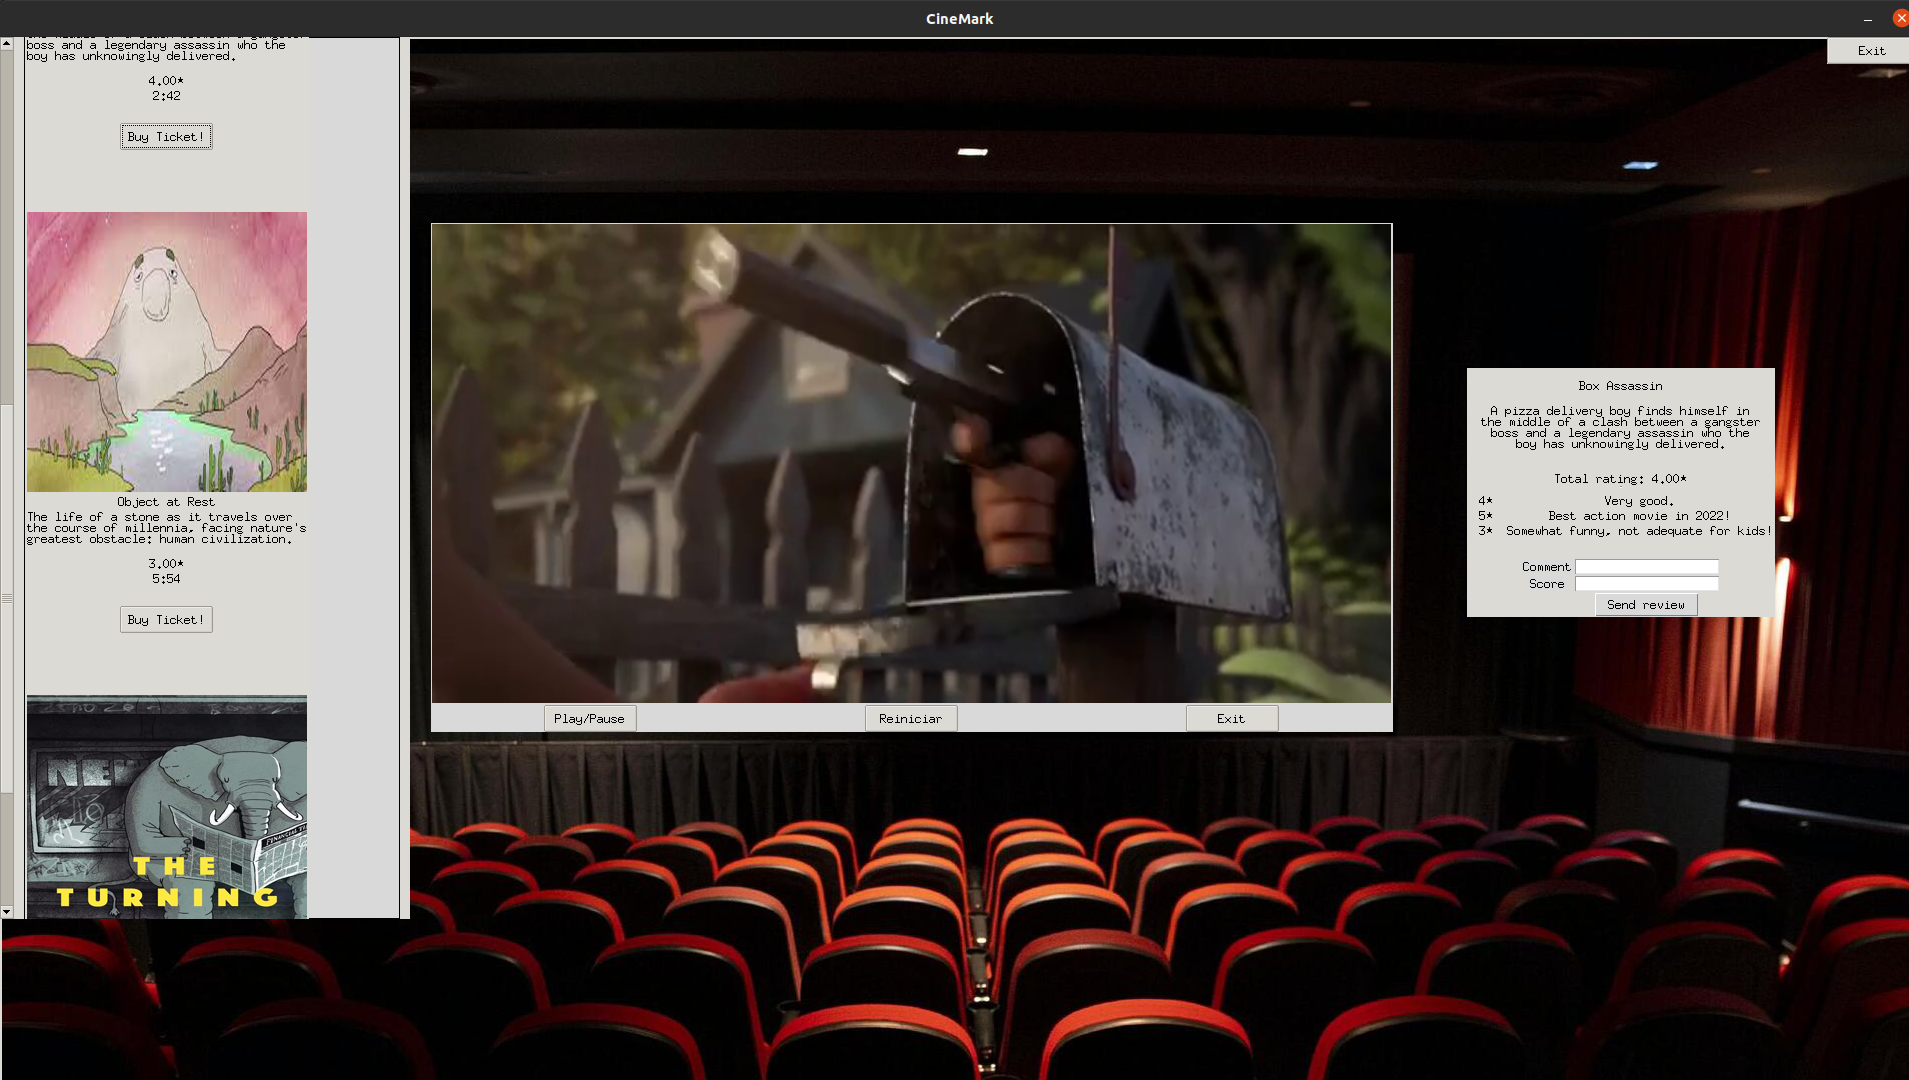 CineMark
Exit
boss and a legendary assassin who the
boy has unknowingly delivered.
4.00*
2:42
Buy Ticket!
Object at Rest
The life of a stone as it travels over
the course of millennia, facing nature's
greatest obstacle: human civilization.
3.00*
5:54
Buy Ticket!
NEW
THE
TURNING
Play/Pause
Reiniciar
Exit
Box Assassin
A pizza delivery boy finds himself in
the middle of a clash between a gangster
boss and a legendary assassin who the
boy has unknowingly delivered.
Total rating: 4.00*
4* Very good.
5* Best action movie in 2022!
3* Somewhat funny, not adequate for kids!
Comment
Score
Send review